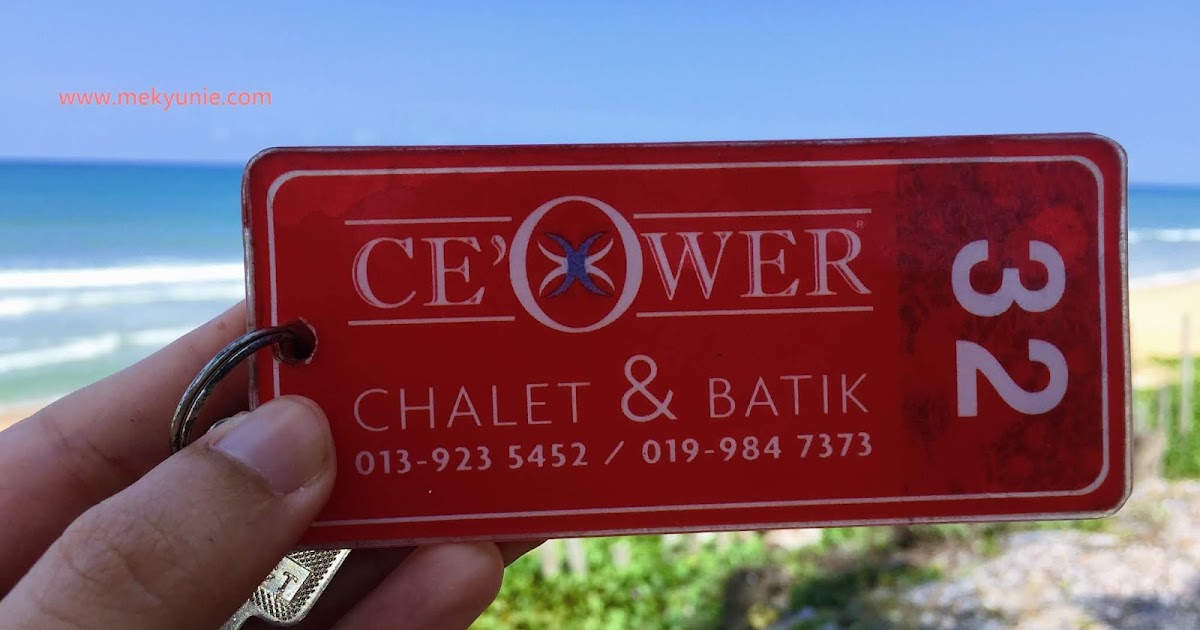 www.mekyunie.com
CE'OWER®
CHALET & BATIK
013-923 5452 / 019-984 7373
32